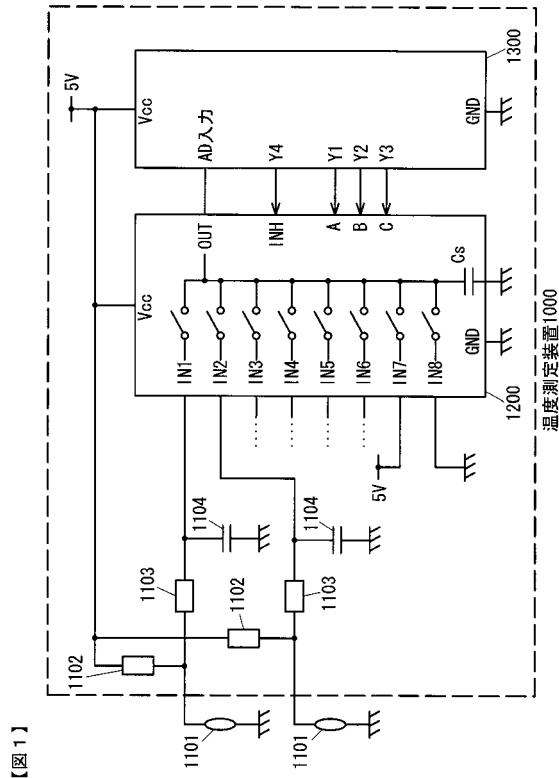 【図1】
温度測定装置1000
5V
Vcc
Vcc
AD入力
OUT
Y4
INH
Y1
A
Y2
B
Y3
C
GND
1300
IN1
IN2
IN3
IN4
IN5
IN6
IN7
IN8
Cs
GND
1200
5V
1104
1104
1103
1103
1102
1102
1101
1101